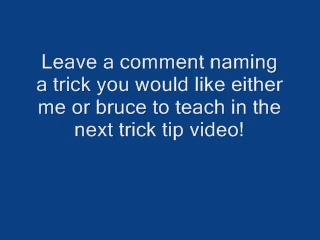 Leave a comment naming
a trick you would like either
me or bruce to teach in the
next trick tip video!